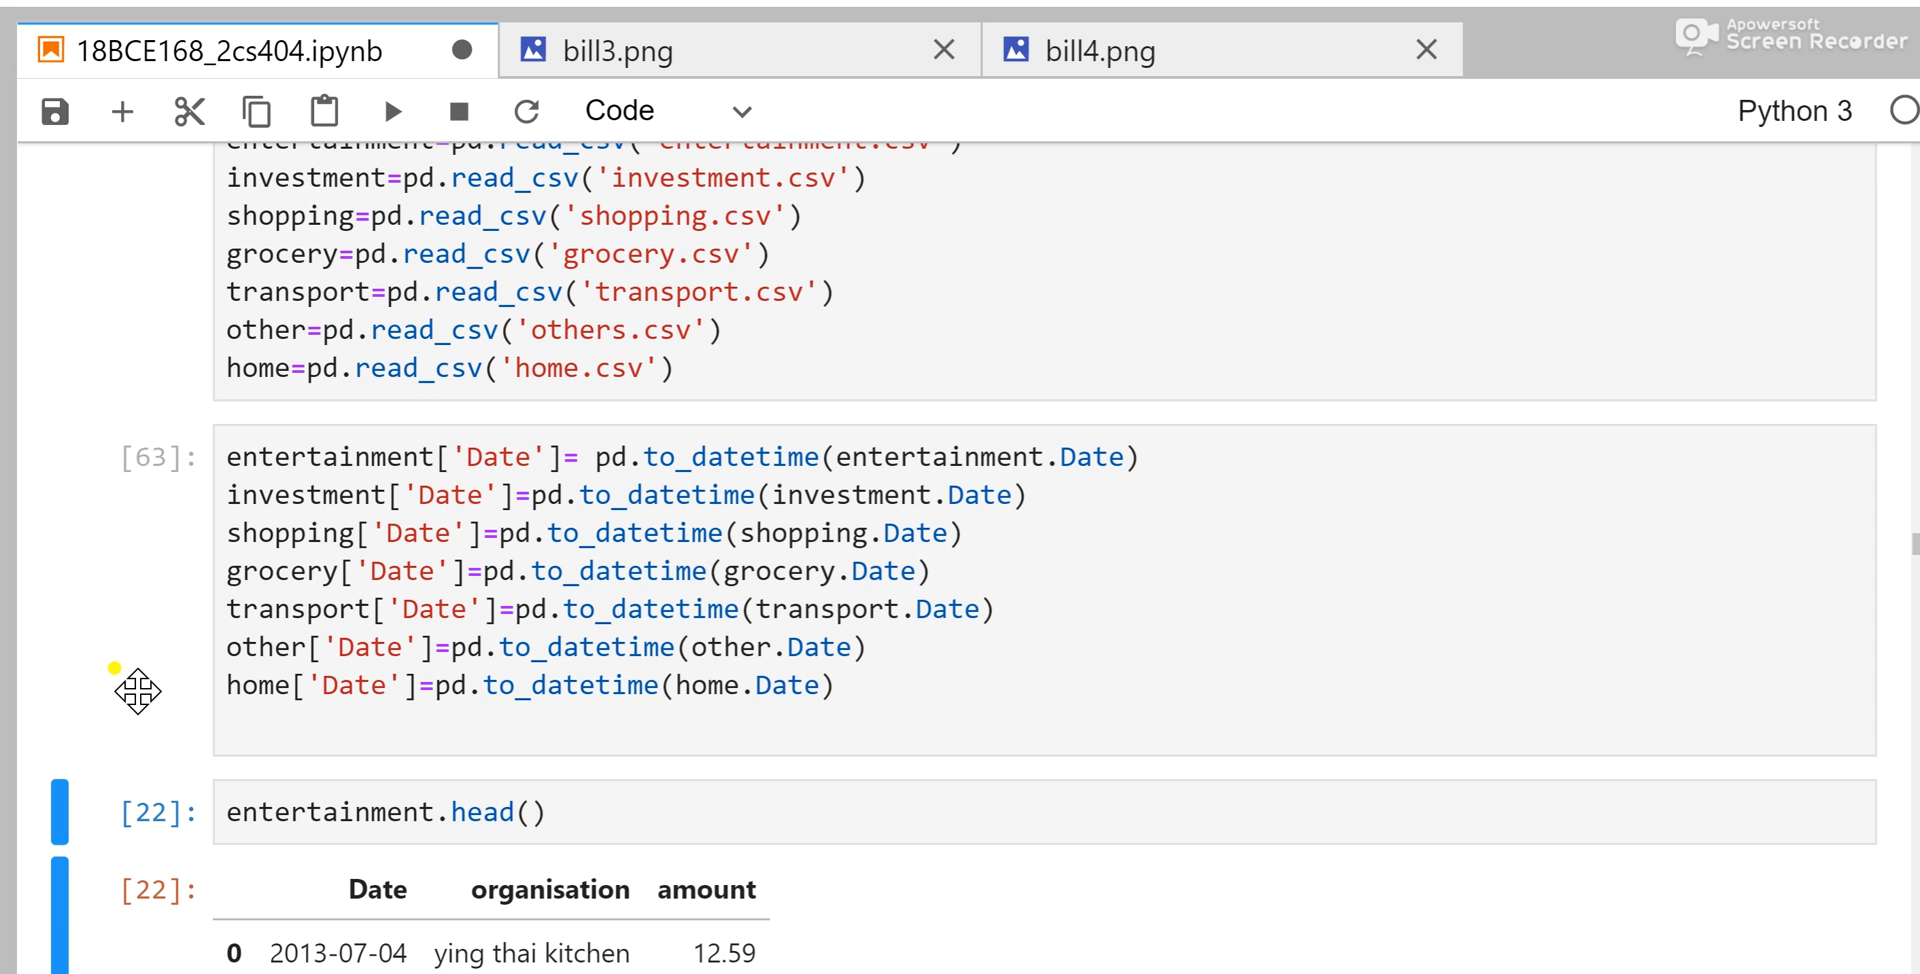 Apowersoft
Screen Recorder
18BCE168_2cs404.ipynb
bill3.png
bill4.png
Code
Python 3
entertainment=pd.read_csv('entertainment.csv')
investment=pd.read_csv('investment.csv')
shopping=pd.read_csv('shopping.csv')
grocery=pd.read_csv('grocery.csv')
transport=pd.read_csv('transport.csv')
other=pd.read_csv('others.csv')
home=pd.read_csv('home.csv')
[63]: entertainment['Date']= pd.to_datetime(entertainment.Date)
investment['Date']=pd.to_datetime(investment.Date)
shopping['Date']=pd.to_datetime(shopping.Date)
grocery['Date']=pd.to_datetime(grocery.Date)
transport['Date']=pd.to_datetime(transport.Date)
other['Date']=pd.to_datetime(other.Date)
home['Date']=pd.to_datetime(home.Date)
[22]: entertainment.head()
[22]: Date organisation amount
0 2013-07-04 ying thai kitchen 12.59